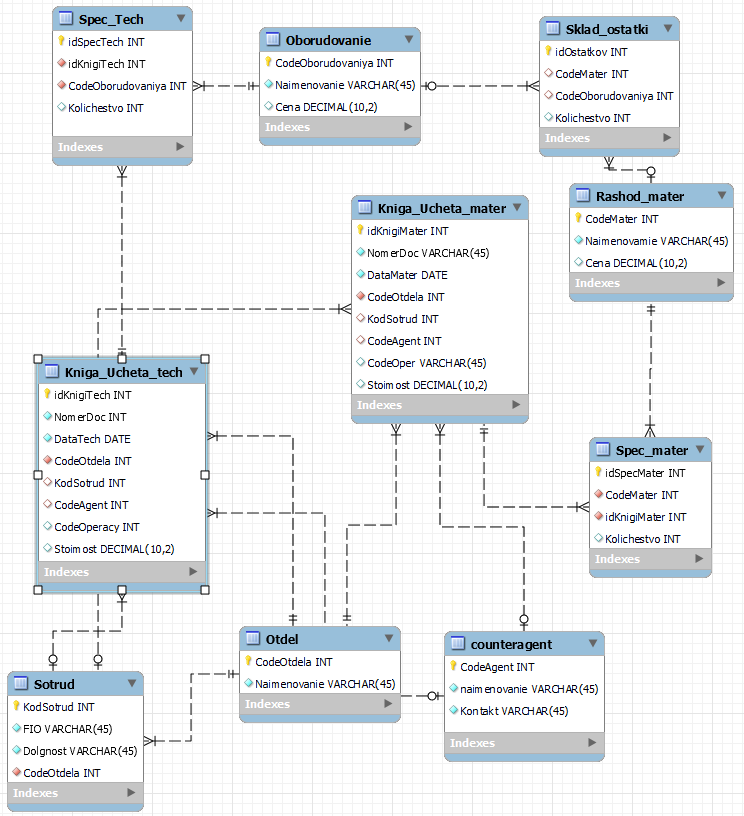 Spec_Tech
idSpecTech INT
idKnigiTech INT
CodeOborudovaniya INT
Kolichestvo INT
Indexes
Oborudovanie
CodeOborudovaniya INT
Naimenovanie VARCHAR(45)
Cena DECIMAL(10,2)
Indexes
Sklad_ostatki
idOstatkov INT
CodeMater INT
CodeOborudovaniya INT
Kolichestvo INT
Indexes
Rashod_mater
CodeMater INT
Naimenovamie VARCHAR(45)
Cena DECIMAL(10,2)
Indexes
Kniga_Ucheta_mater
idKnigiMater INT
NomerDoc VARCHAR(45)
DataMater DATE
CodeOtdela INT
KodSotrud INT
CodeAgent INT
CodeOper VARCHAR(45)
Stoimost DECIMAL(10,2)
Indexes
Kniga_Ucheta_tech
idKnigiTech INT
NomerDoc INT
DataTech DATE
CodeOtdela INT
KodSotrud INT
CodeAgent INT
CodeOperacy INT
Stoimost DECIMAL(10,2)
Indexes
Spec_mater
idSpecMater INT
CodeMater INT
idKnigiMater INT
Kolichestvo INT
Indexes
Otdel
CodeOtdela INT
Naimenovanie VARCHAR(45)
Indexes
counteragent
CodeAgent INT
naimenovanie VARCHAR(45)
Kontakt VARCHAR(45)
Indexes
Sotrud
KodSotrud INT
FIO VARCHAR(45)
Dolgnost VARCHAR(45)
CodeOtdela INT
Indexes